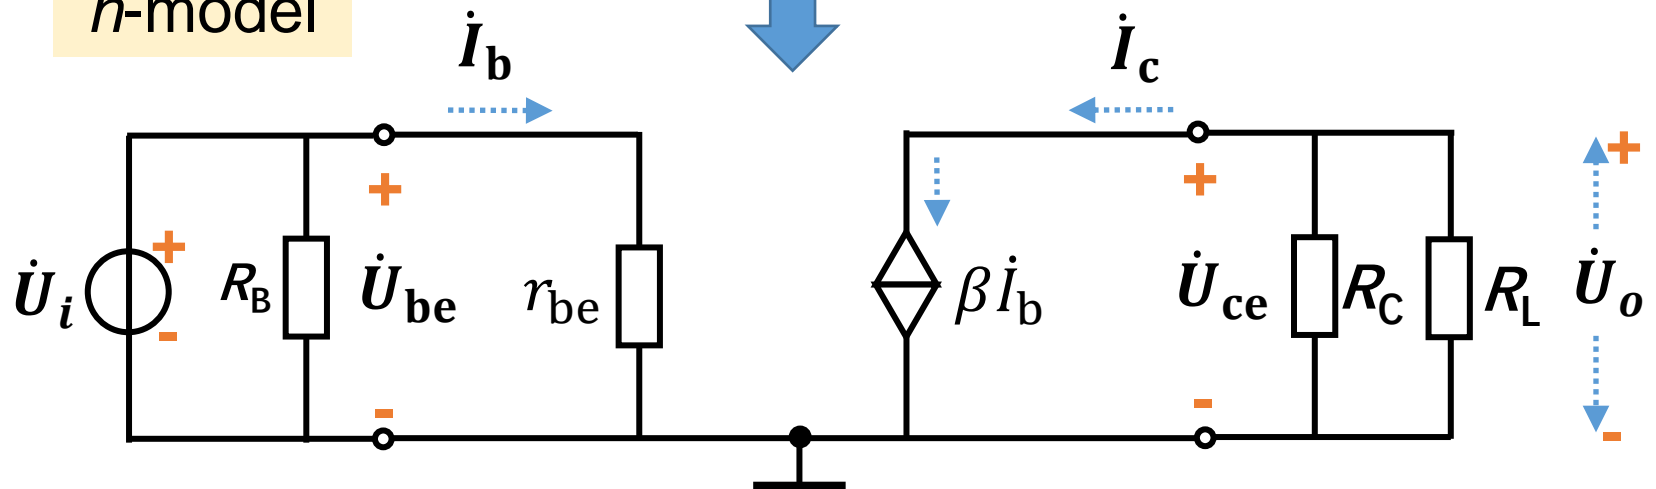 h-model
İb
İc
+
+
+
+
U̇i
RB
U̇be
rbe
βİb
U̇ce
RC
RL
U̇o
-
-
-
-